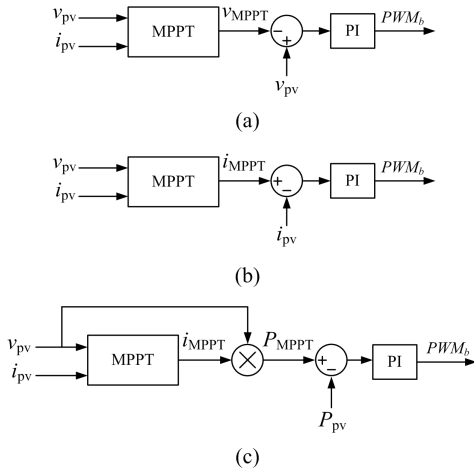 v_pv
i_pv
MPPT
v_MPPT
−
+
v_pv
PI
PWM_b
(a)
v_pv
i_pv
MPPT
i_MPPT
+
−
i_pv
PI
PWM_b
(b)
v_pv
i_pv
MPPT
i_MPPT
×
P_MPPT
+
−
P_pv
PI
PWM_b
(c)